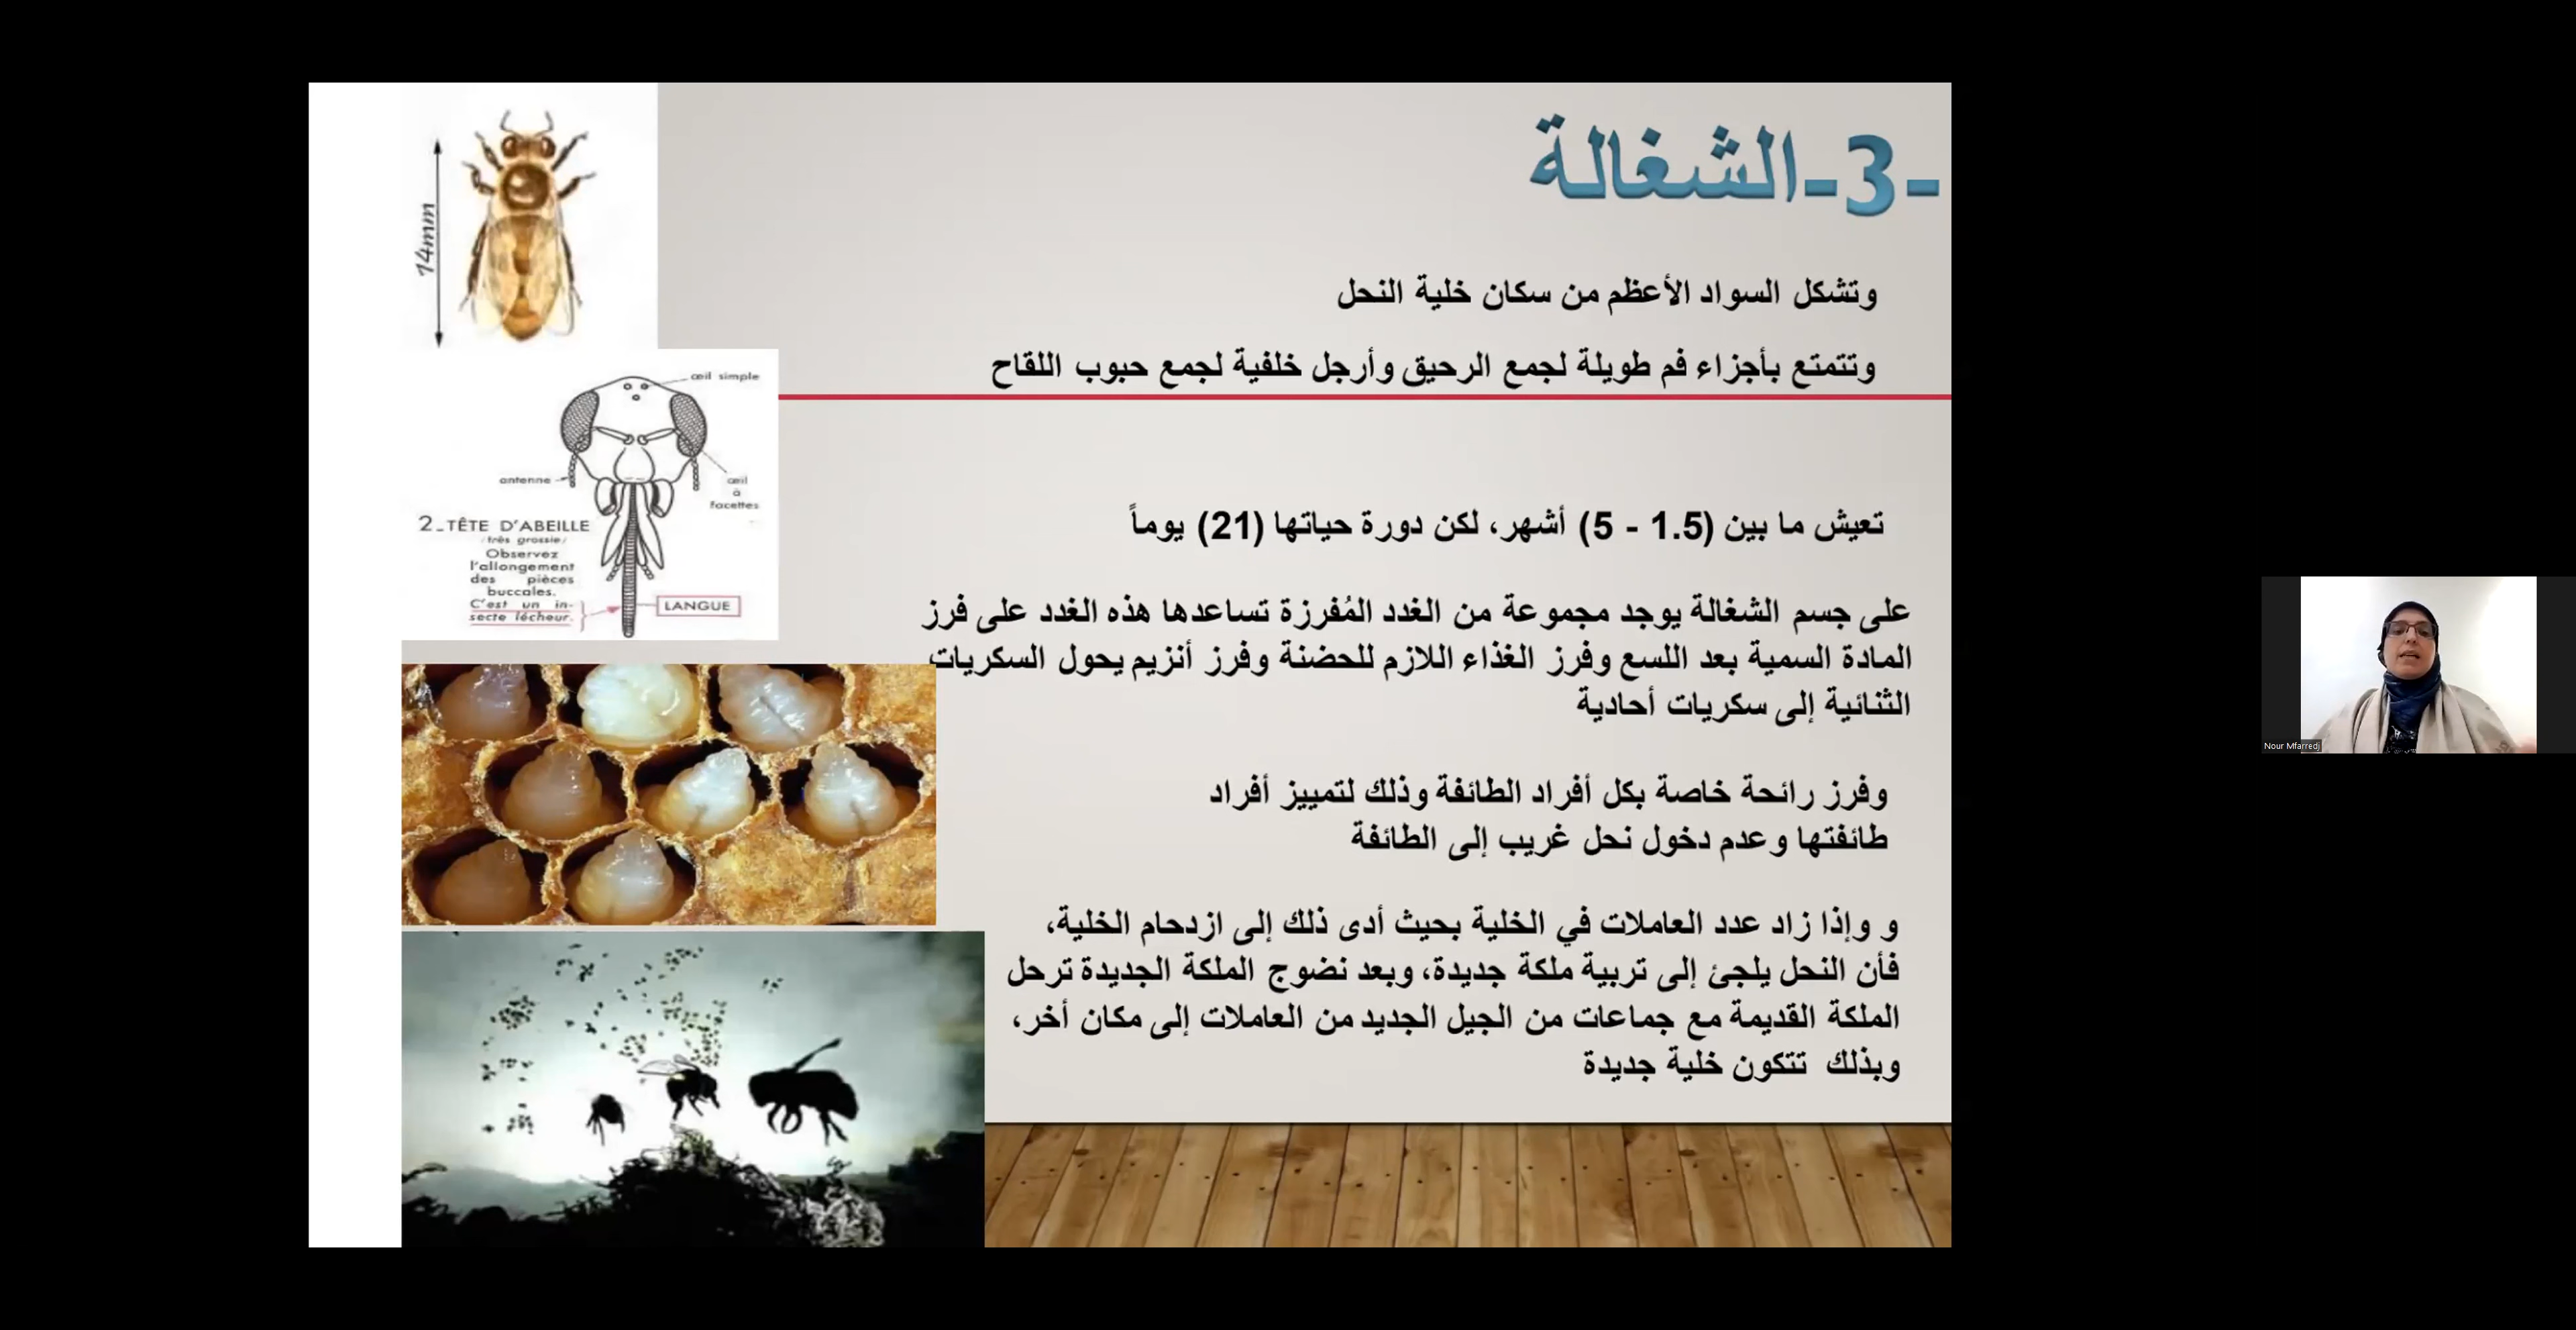 -3-الشغالة
وتشكل السواد الأعظم من سكان خلية النحل
وتتمتع بأجزاء فم طويلة لجمع الرحيق وأرجل خلفية لجمع حبوب اللقاح
تعيش ما بين (1.5 - 5) أشهر، لكن دورة حياتها (21) يوماً
على جسم الشغالة يوجد مجموعة من الغدد المُفرزة تساعدها هذه الغدد على فرز
المادة السمية بعد اللسع وفرز الغذاء اللازم للحضنة وفرز أنزيم يحول السكريات
الثنائية إلى سكريات أحادية
وفرز رائحة خاصة بكل أفراد الطائفة وذلك لتمييز أفراد
طائفتها وعدم دخول نحل غريب إلى الطائفة
و وإذا زاد عدد العاملات في الخلية بحيث أدى ذلك إلى ازدحام الخلية،
فأن النحل يلجئ إلى تربية ملكة جديدة، وبعد نضوج الملكة الجديدة ترحل
الملكة القديمة مع جماعات من الجيل الجديد من العاملات إلى مكان أخر،
وبذلك تتكون خلية جديدة
14mm
œil simple
antenne
œil
à
facettes
2_TÊTE D'ABEILLE
(très grossie)
Observez
l'allongement
des pièces
buccales.
C'est un in-
secte lécheur.
LANGUE
Nour Mfarredj